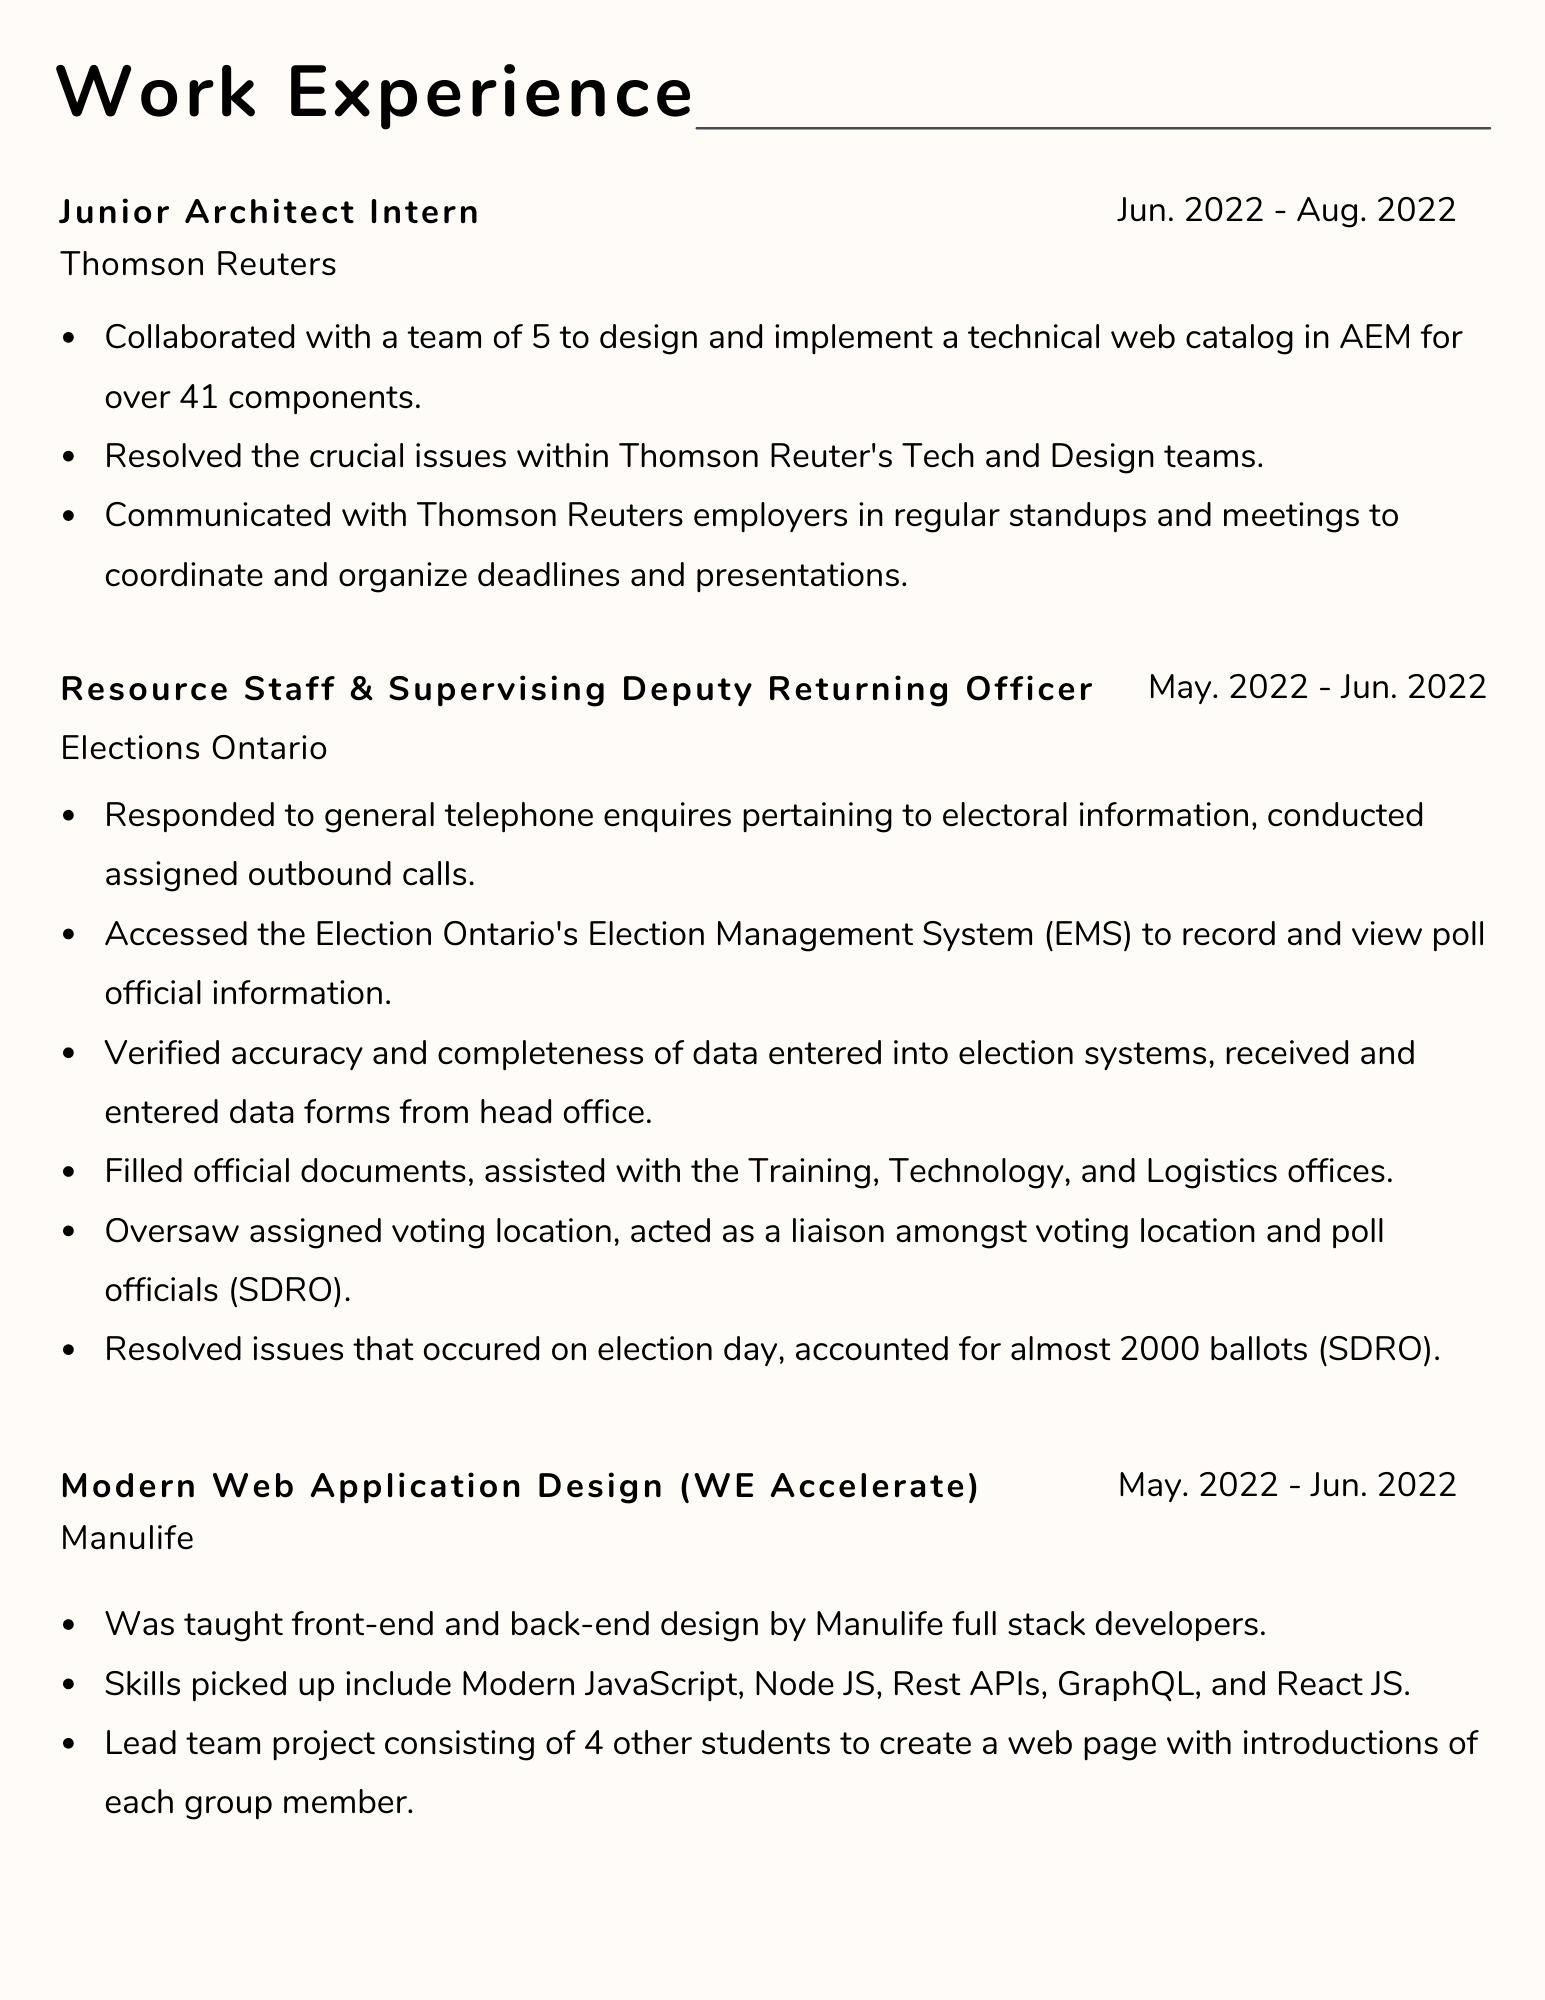 Work Experience
Junior Architect Intern
Jun. 2022 - Aug. 2022
Thomson Reuters
• Collaborated with a team of 5 to design and implement a technical web catalog in AEM for
over 41 components.
• Resolved the crucial issues within Thomson Reuter's Tech and Design teams.
• Communicated with Thomson Reuters employers in regular standups and meetings to
coordinate and organize deadlines and presentations.
Resource Staff & Supervising Deputy Returning Officer
May. 2022 - Jun. 2022
Elections Ontario
• Responded to general telephone enquires pertaining to electoral information, conducted
assigned outbound calls.
• Accessed the Election Ontario's Election Management System (EMS) to record and view poll
official information.
• Verified accuracy and completeness of data entered into election systems, received and
entered data forms from head office.
• Filled official documents, assisted with the Training, Technology, and Logistics offices.
• Oversaw assigned voting location, acted as a liaison amongst voting location and poll
officials (SDRO).
• Resolved issues that occured on election day, accounted for almost 2000 ballots (SDRO).
Modern Web Application Design (WE Accelerate)
May. 2022 - Jun. 2022
Manulife
• Was taught front-end and back-end design by Manulife full stack developers.
• Skills picked up include Modern JavaScript, Node JS, Rest APIs, GraphQL, and React JS.
• Lead team project consisting of 4 other students to create a web page with introductions of
each group member.